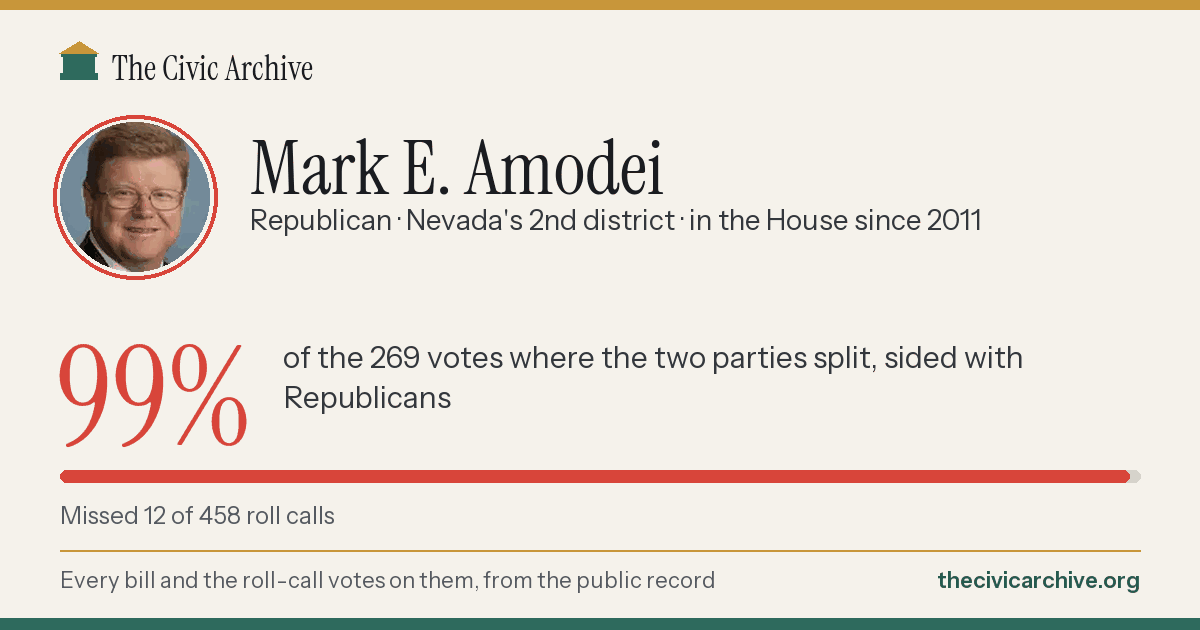 The Civic Archive
Mark E. Amodei
Republican · Nevada's 2nd district · in the House since 2011
99%
of the 269 votes where the two parties split, sided with
Republicans
Missed 12 of 458 roll calls
Every bill and the roll-call votes on them, from the public record
thecivicarchive.org